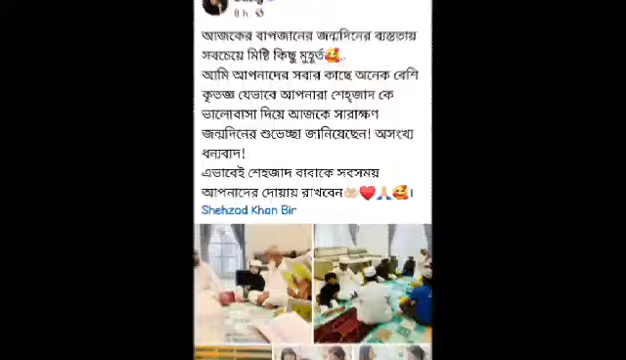 8 h
আজকের বাপজানের জন্মদিনের ব্যস্ততায়
সবচেয়ে মিষ্টি কিছু মুহূর্ত🥰..
আমি আপনাদের সবার কাছে অনেক বেশি
কৃতজ্ঞ যেভাবে আপনারা শেহ্জাদ কে
ভালোবাসা দিয়ে আজকে সারাক্ষণ
জন্মদিনের শুভেচ্ছা জানিয়েছেন! অসংখ্য
ধন্যবাদ!
এভাবেই শেহজাদ বাবাকে সবসময়
আপনাদের দোয়ায় রাখবেন🤲🏻❤️🙏🏻🥰।
Shehzad Khan Bir